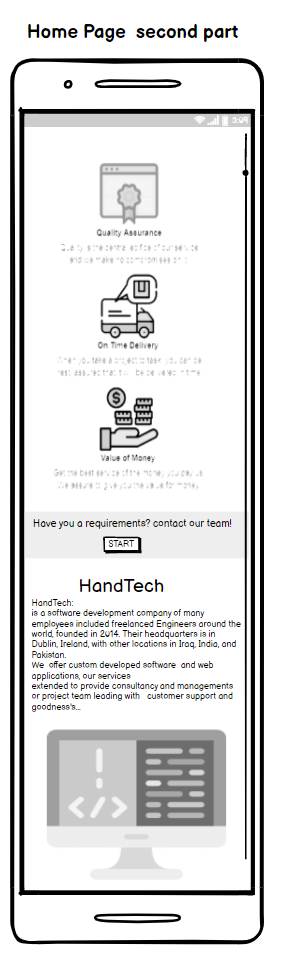 Home Page  second part
3:09
Quality Assurance
Quality is the central edifice of our service
and we make no compromises on it
On Time Delivery
When you take a project to task, you can be
rest assured that it will be delivered in time
Value of Money
Get the best service of the money you pay us
We assure to give you the value for money
Have you a requirements? contact our team!
START
HandTech
HandTech:
is a software development company of many
employees included freelanced Engineers around the
world, founded in 2014. Their headquarters is in
Dublin, Ireland, with other locations in Iraq, India, and
Pakistan.
We  offer custom developed software  and web
applications, our services
extended to provide consultancy and managements
or project team leading with  customer support and
goodness's...